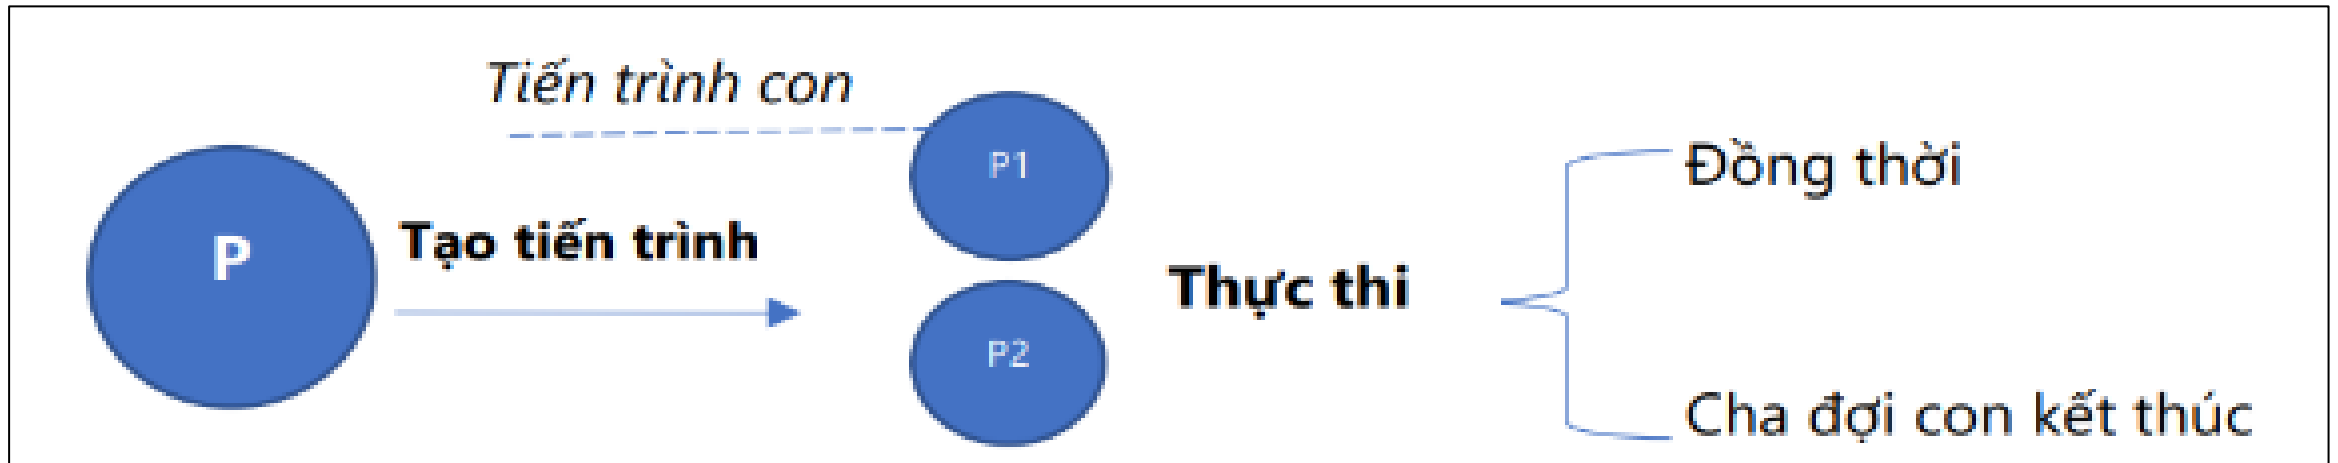 Tiến trình con
P
Tạo tiến trình
P1
P2
Thực thi
Đồng thời
Cha đợi con kết thúc